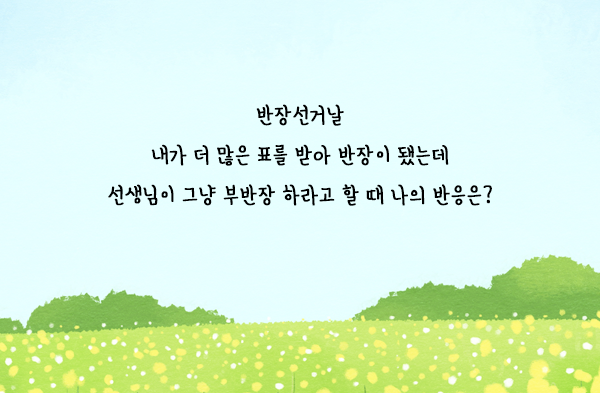 반장선거날
내가 더 많은 표를 받아 반장이 됐는데
선생님이 그냥 부반장 하라고 할 때 나의 반응은?